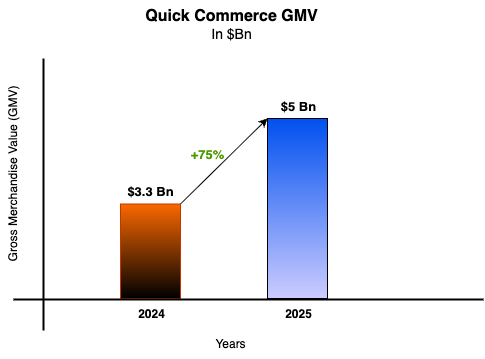 Quick Commerce GMV
In $Bn
Gross Merchandise Value (GMV)
$5 Bn
+75%
$3.3 Bn
2024
2025
Years